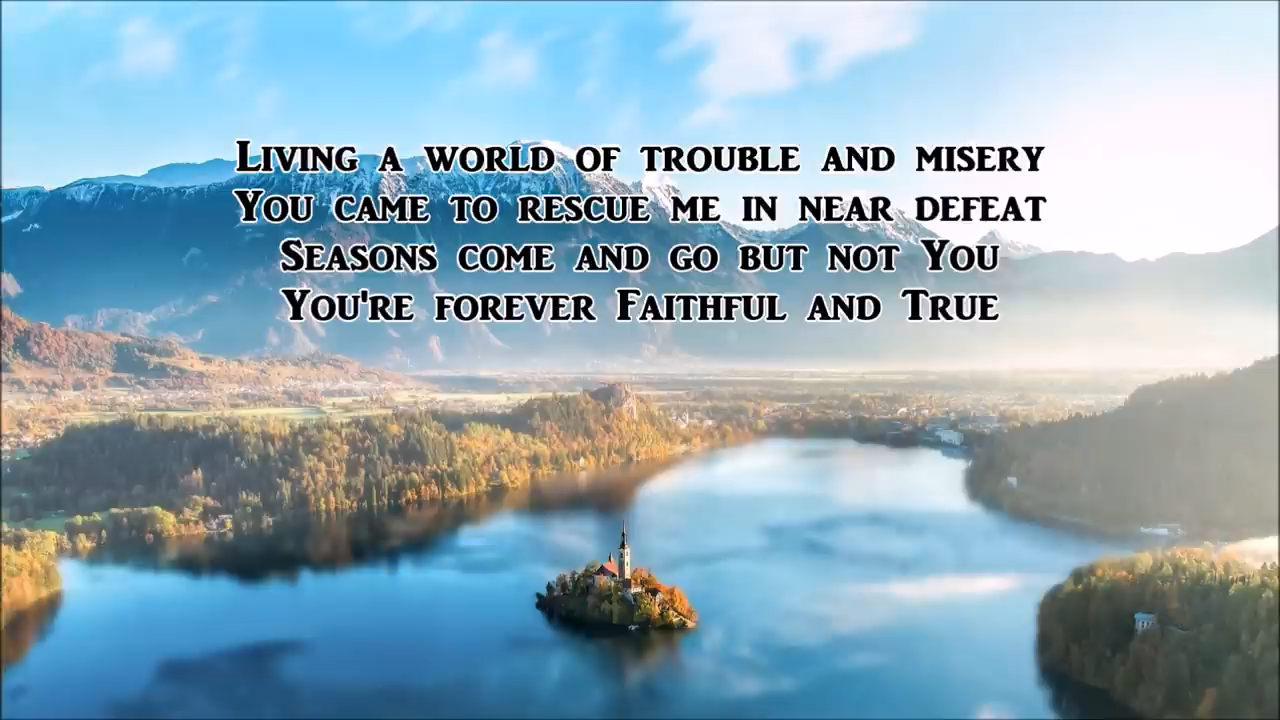 Living a world of trouble and misery
You came to rescue me in near defeat
Seasons come and go but not You
You're forever Faithful and True